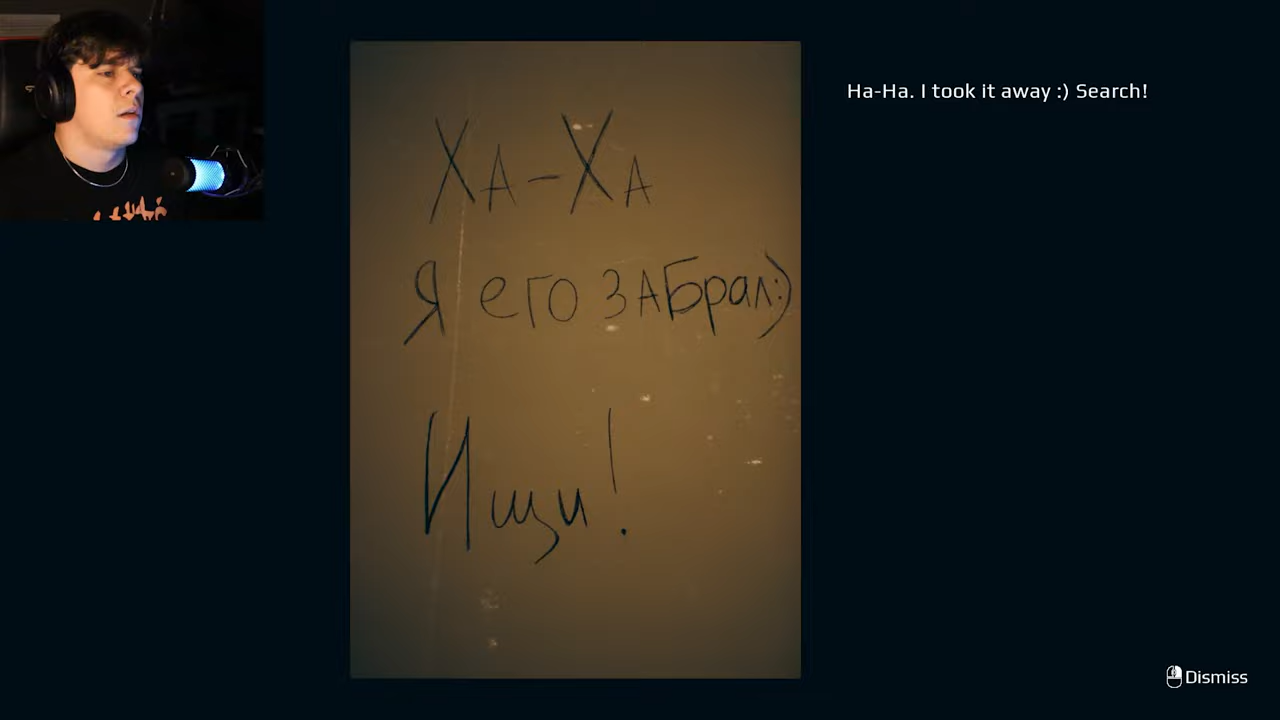 Ха-Ха
Я его забрал:)
Ищи!
Ha-Ha. I took it away :) Search!
Dismiss